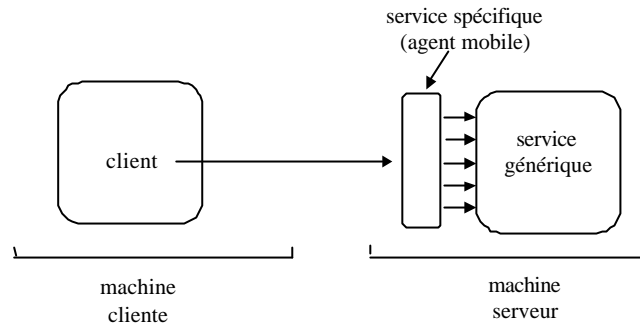 service spécifique
(agent mobile)
client
service
générique
machine
cliente
machine
serveur